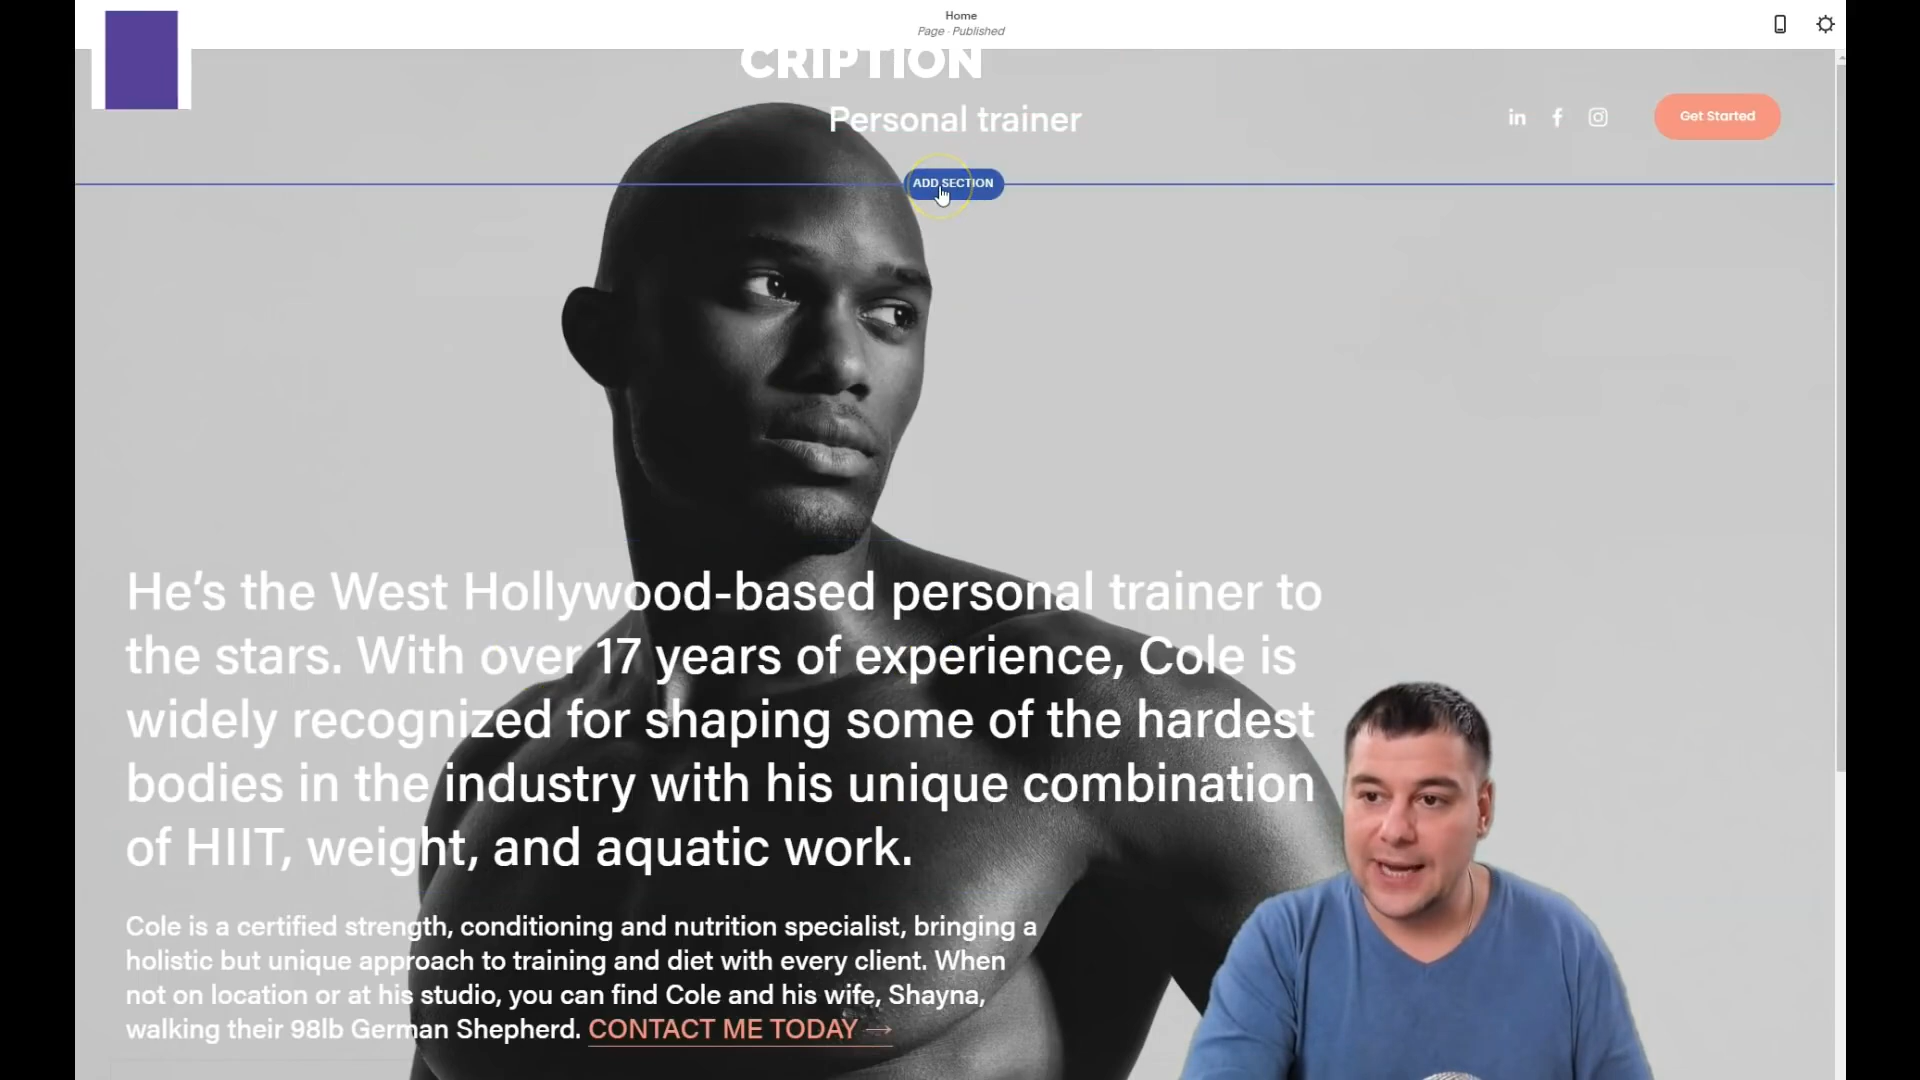 Home
Page · Published
CRIPTION
Personal trainer
Get Started
ADD SECTION
He’s the West Hollywood-based personal trainer to
the stars. With over 17 years of experience, Cole is
widely recognized for shaping some of the hardest
bodies in the industry with his unique combination
of HIIT, weight, and aquatic work.
Cole is a certified strength, conditioning and nutrition specialist, bringing a
holistic but unique approach to training and diet with every client. When
not on location or at his studio, you can find Cole and his wife, Shayna,
walking their 98lb German Shepherd. CONTACT ME TODAY →